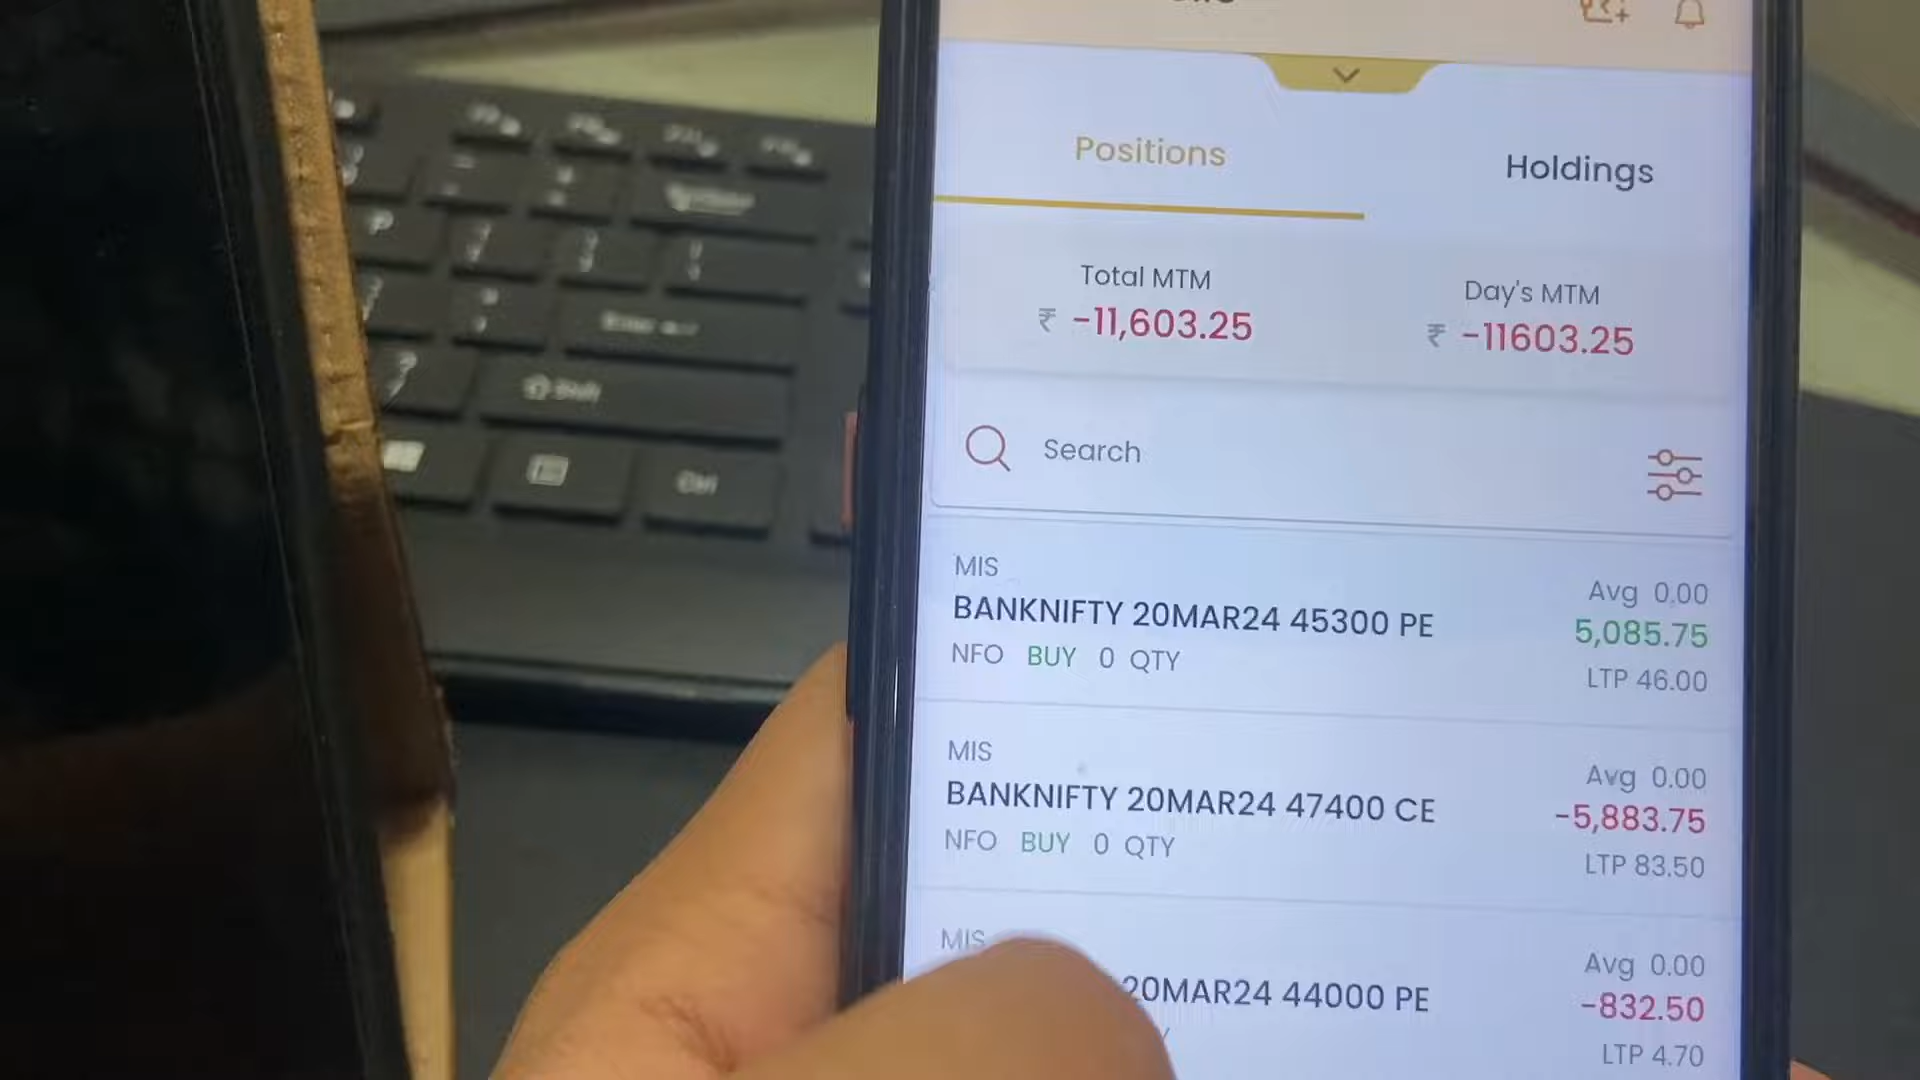 Positions
Holdings
Total MTM
₹ -11,603.25
Day's MTM
₹ -11603.25
Search
MIS
BANKNIFTY 20MAR24 45300 PE
NFO BUY 0 QTY
Avg 0.00
5,085.75
LTP 46.00
MIS
BANKNIFTY 20MAR24 47400 CE
NFO BUY 0 QTY
Avg 0.00
-5,883.75
LTP 83.50
MIS
20MAR24 44000 PE
Avg 0.00
-832.50
LTP 4.70
Enter
Shift
Ctrl